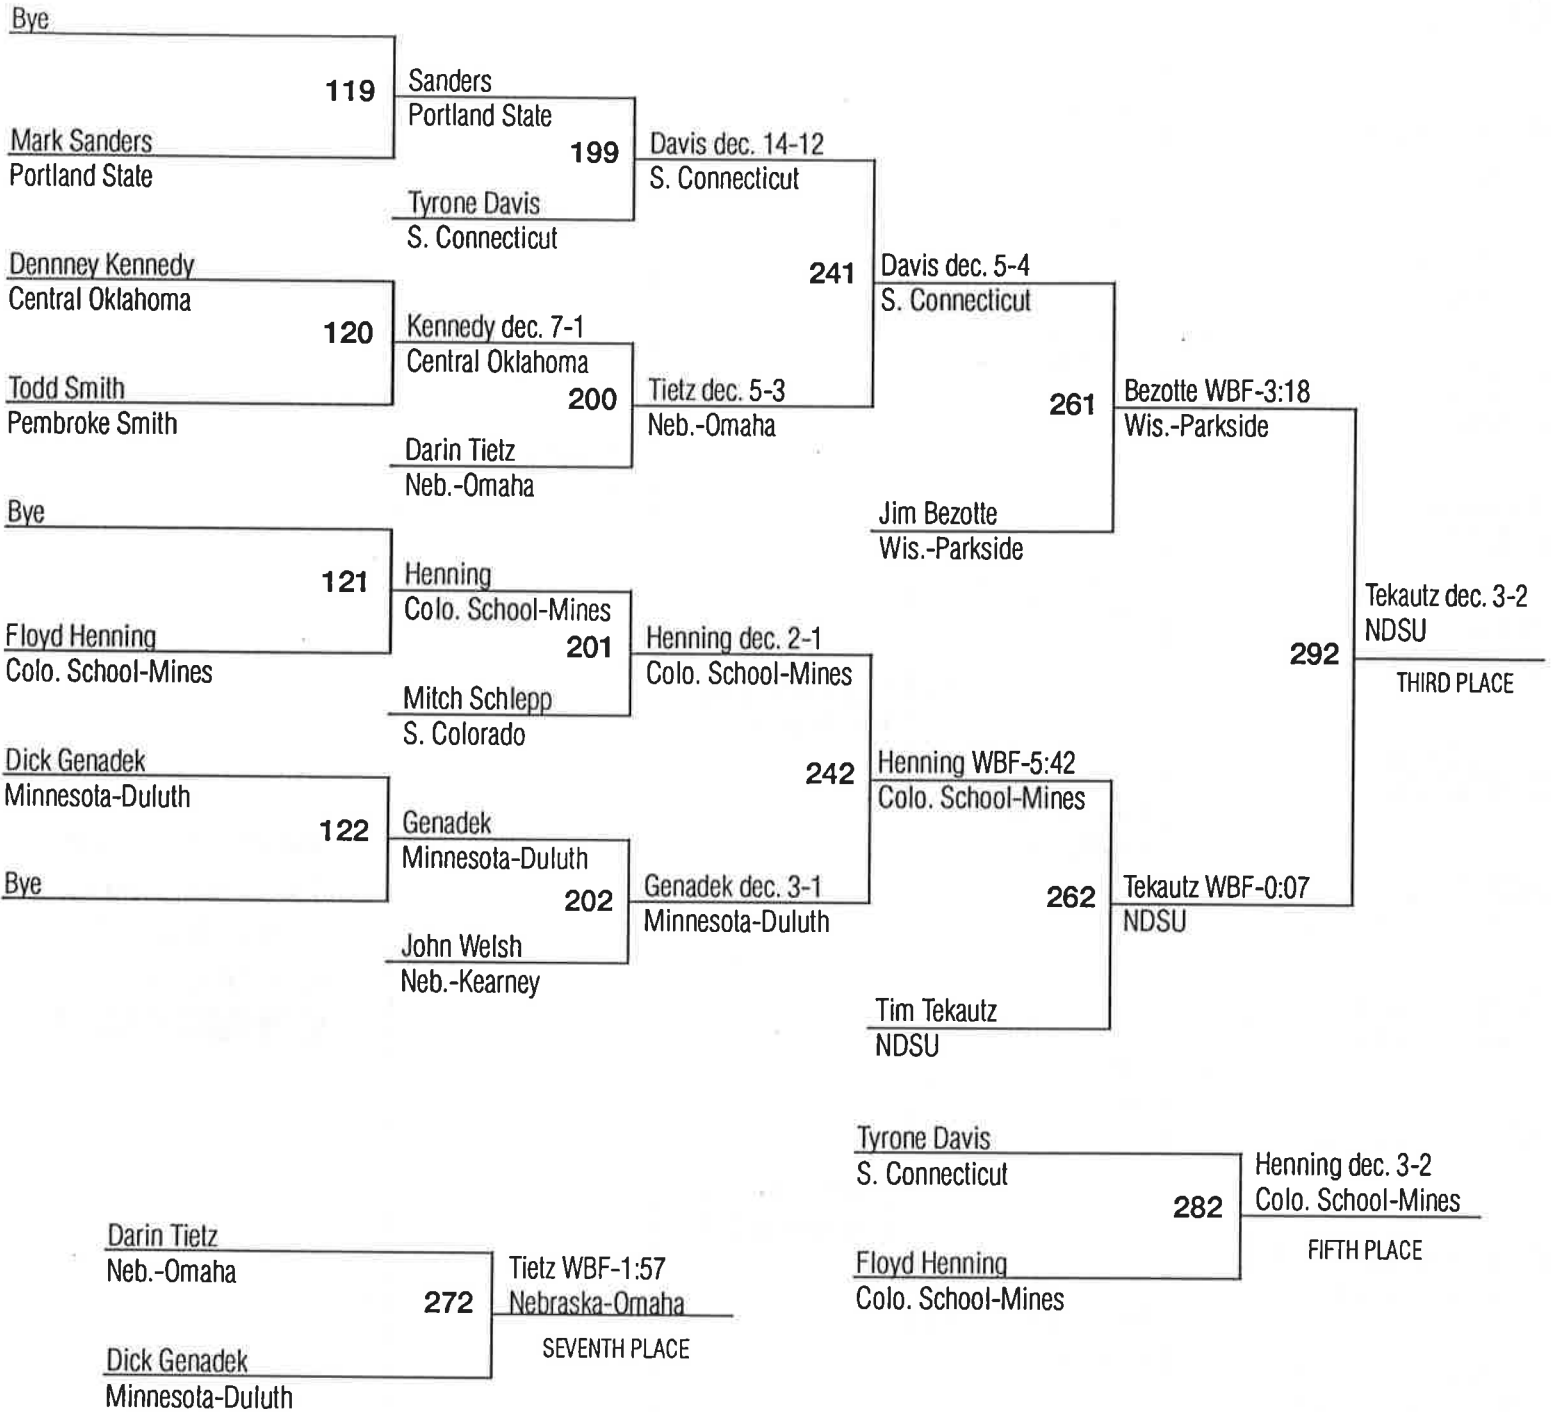 Bye
119
Sanders
Portland State
Mark Sanders
Portland State
199
Davis dec. 14-12
S. Connecticut
Tyrone Davis
S. Connecticut
Dennney Kennedy
Central Oklahoma
241
Davis dec. 5-4
S. Connecticut
120
Kennedy dec. 7-1
Central Oklahoma
Todd Smith
Pembroke Smith
200
Tietz dec. 5-3
Neb.-Omaha
261
Bezotte WBF-3:18
Wis.-Parkside
Darin Tietz
Neb.-Omaha
Bye
Jim Bezotte
Wis.-Parkside
121
Henning
Colo. School-Mines
Floyd Henning
Colo. School-Mines
201
Henning dec. 2-1
Colo. School-Mines
292
Tekautz dec. 3-2
NDSU
THIRD PLACE
Mitch Schlepp
S. Colorado
Dick Genadek
Minnesota-Duluth
242
Henning WBF-5:42
Colo. School-Mines
122
Genadek
Minnesota-Duluth
Bye
202
Genadek dec. 3-1
Minnesota-Duluth
262
Tekautz WBF-0:07
NDSU
John Welsh
Neb.-Kearney
Tim Tekautz
NDSU
Tyrone Davis
S. Connecticut
282
Henning dec. 3-2
Colo. School-Mines
FIFTH PLACE
Floyd Henning
Colo. School-Mines
Darin Tietz
Neb.-Omaha
272
Tietz WBF-1:57
Nebraska-Omaha
SEVENTH PLACE
Dick Genadek
Minnesota-Duluth